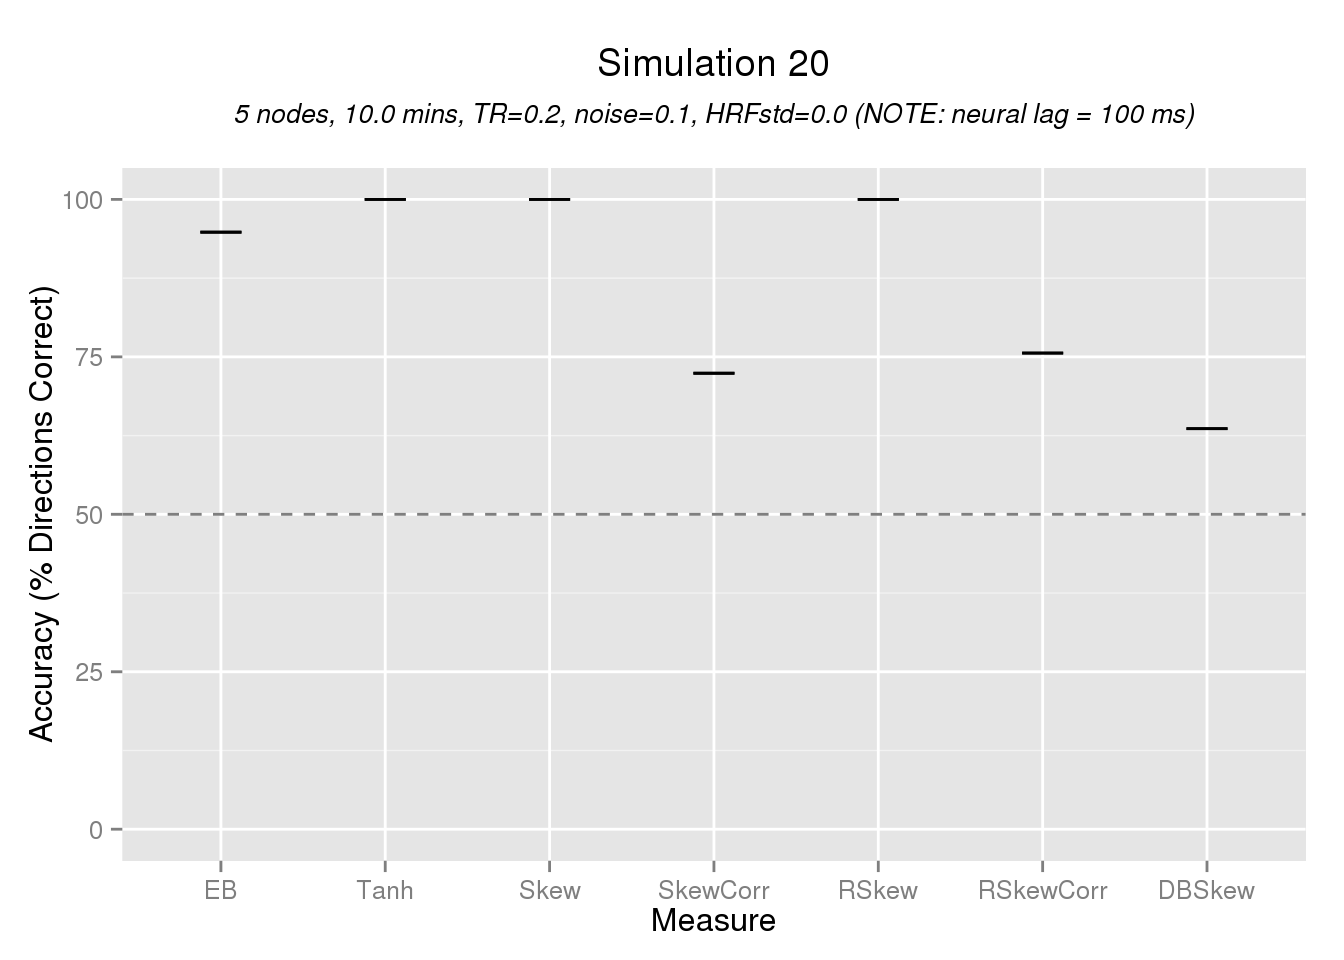 Simulation 20
5 nodes, 10.0 mins, TR=0.2, noise=0.1, HRFstd=0.0 (NOTE: neural lag = 100 ms)
Accuracy (% Directions Correct)
100
75
50
25
0
EB Tanh Skew SkewCorr RSkew RSkewCorr DBSkew
Measure